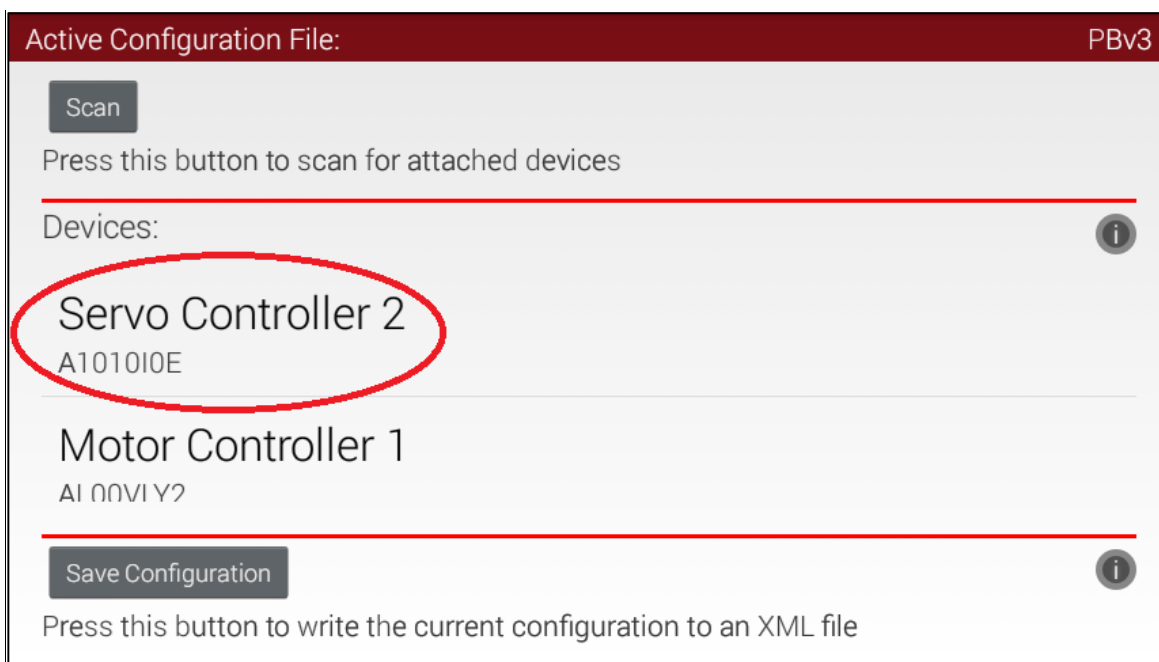 Active Configuration File: PBv3
Scan
Press this button to scan for attached devices
Devices:
Servo Controller 2
A1010I0E
Motor Controller 1
AL00VLY2
Save Configuration
Press this button to write the current configuration to an XML file